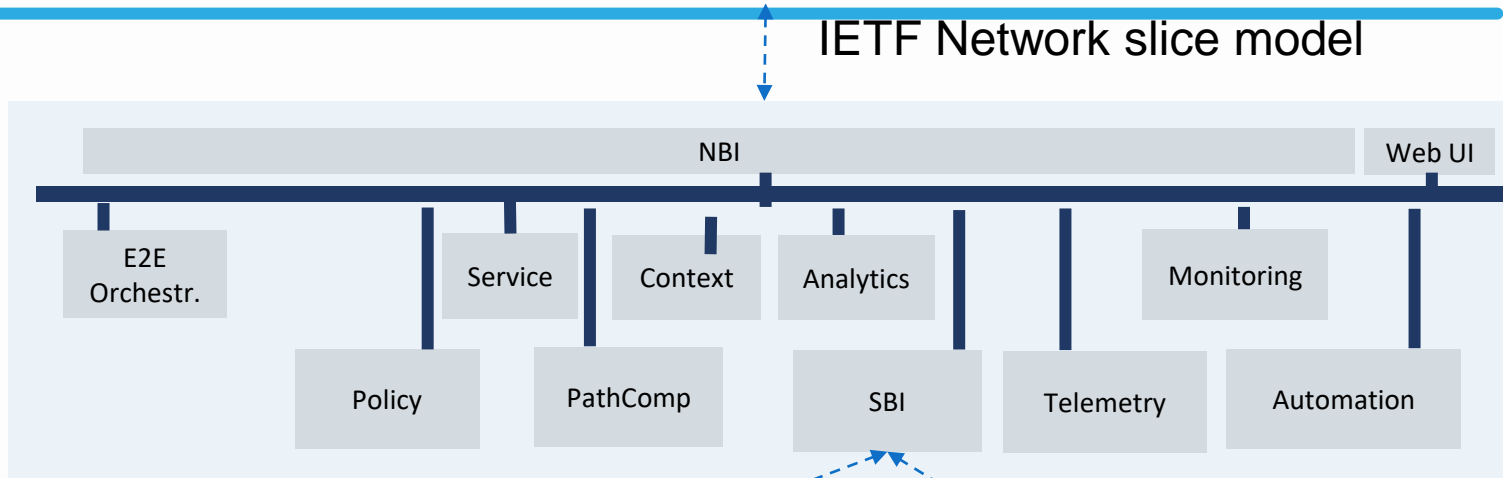 IETF Network slice model
NBI
Web UI
E2E
Orchestr.
Service
Context
Analytics
Monitoring
Policy
PathComp
SBI
Telemetry
Automation